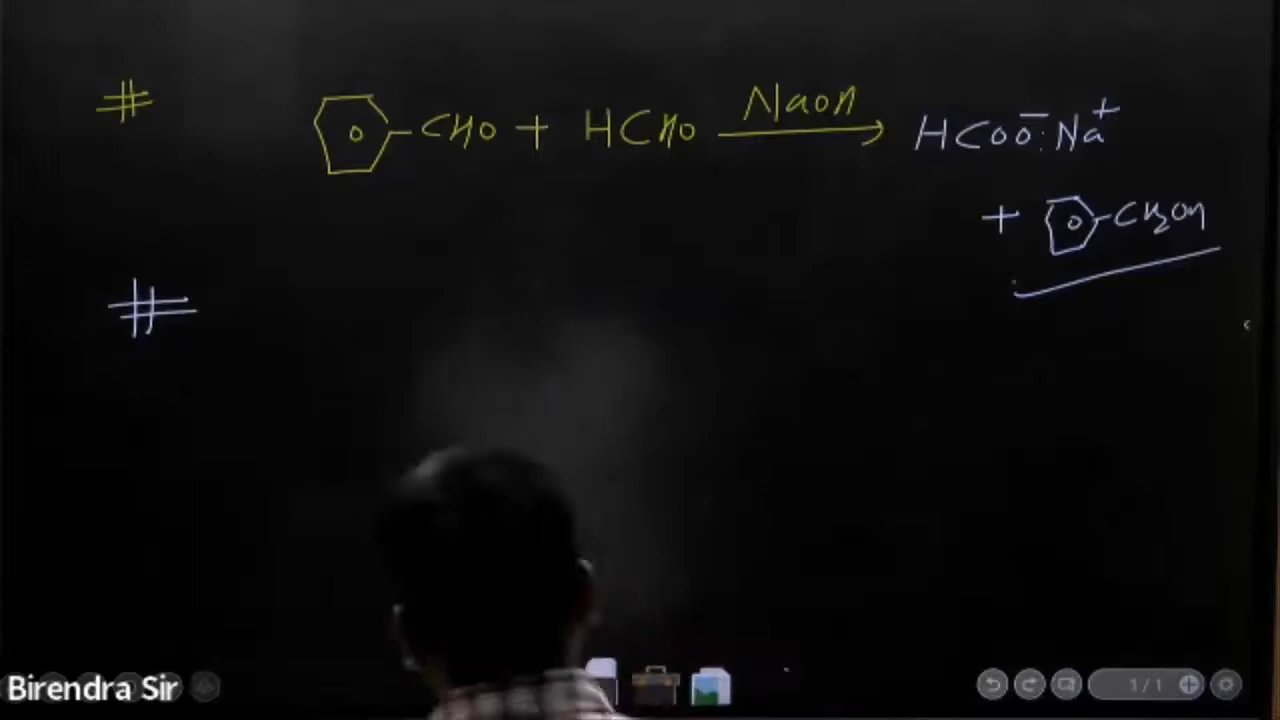 # ⌬-CHO + HCHO NaOH → HCOO⁻:Na⁺
+ ⌬-CH₂OH
#
Birendra Sir
1/1